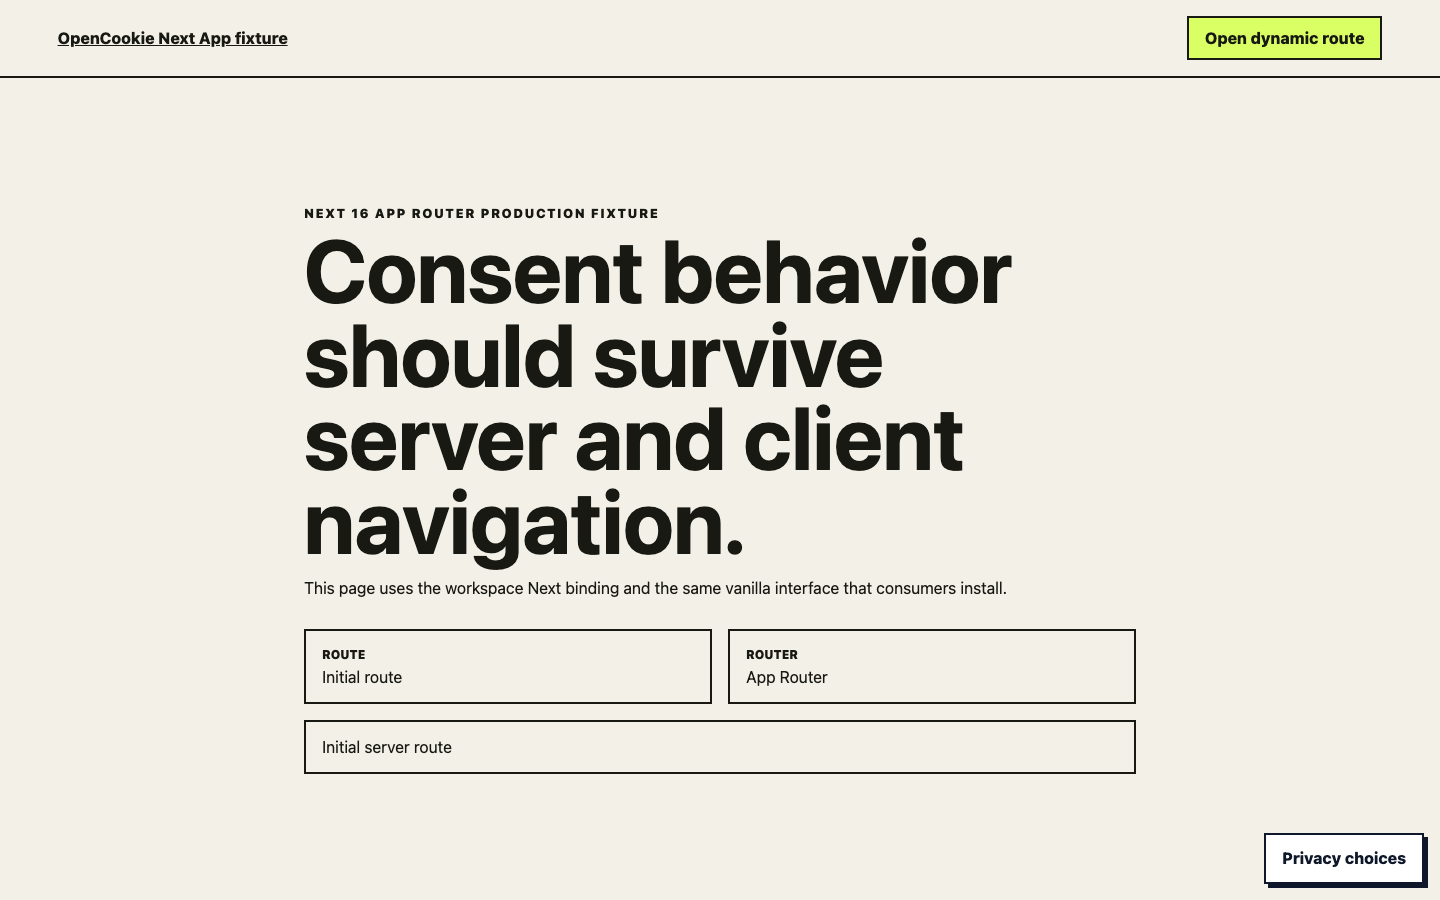 OpenCookie Next App fixture
Open dynamic route
NEXT 16 APP ROUTER PRODUCTION FIXTURE
Consent behavior
should survive
server and client
navigation.
This page uses the workspace Next binding and the same vanilla interface that consumers install.
ROUTE
Initial route
ROUTER
App Router
Initial server route
Privacy choices